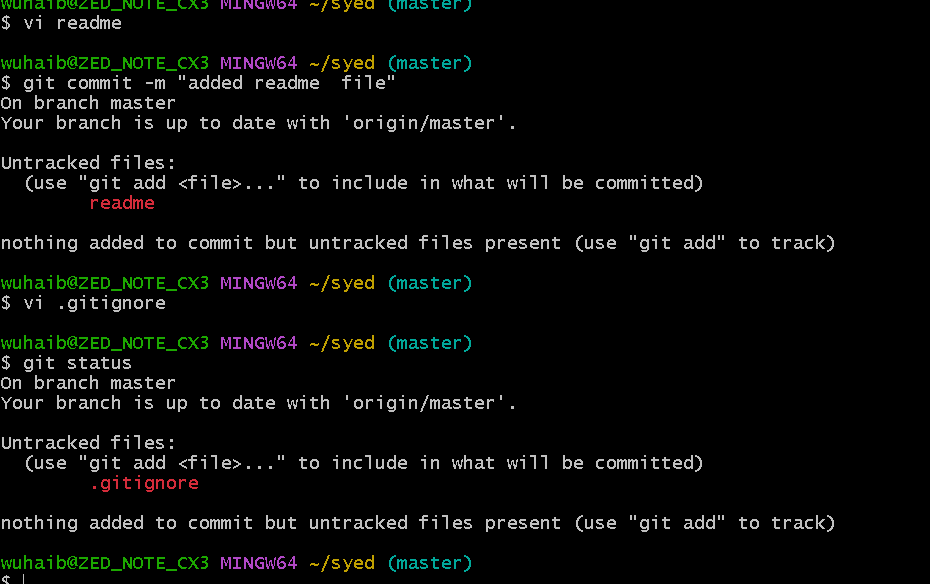 wuhaib@ZED_NOTE_CX3 MINGW64 ~/syed (master)
$ vi readme
wuhaib@ZED_NOTE_CX3 MINGW64 ~/syed (master)
$ git commit -m "added readme  file"
On branch master
Your branch is up to date with 'origin/master'.
Untracked files:
  (use "git add <file>..." to include in what will be committed)
        readme
nothing added to commit but untracked files present (use "git add" to track)
wuhaib@ZED_NOTE_CX3 MINGW64 ~/syed (master)
$ vi .gitignore
wuhaib@ZED_NOTE_CX3 MINGW64 ~/syed (master)
$ git status
On branch master
Your branch is up to date with 'origin/master'.
Untracked files:
  (use "git add <file>..." to include in what will be committed)
        .gitignore
nothing added to commit but untracked files present (use "git add" to track)
wuhaib@ZED_NOTE_CX3 MINGW64 ~/syed (master)
$